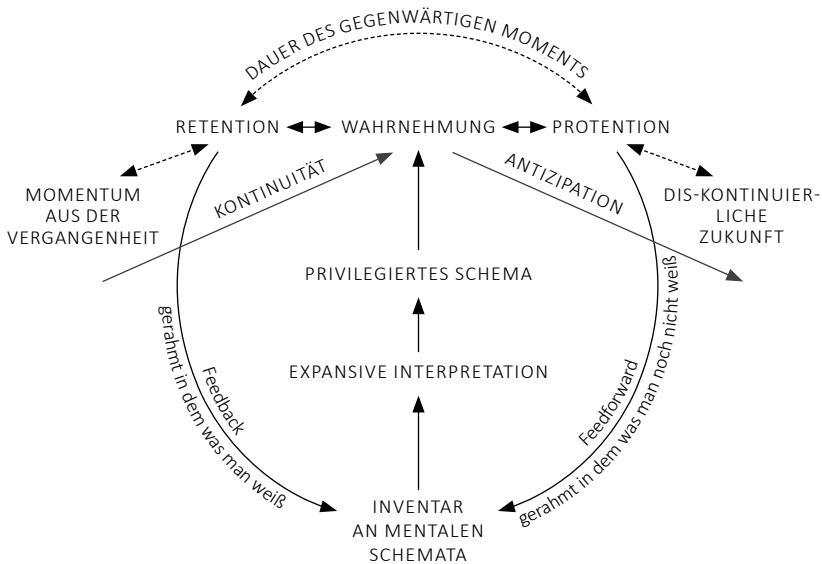 DAUER DES GEGENWÄRTIGEN MOMENTS
RETENTION
WAHRNEHMUNG
PROTENTION
MOMENTUM
AUS DER
VERGANGENHEIT
KONTINUITÄT
ANTIZIPATION
DIS-KONTINUIER-
LICHE
ZUKUNFT
PRIVILEGIERTES SCHEMA
EXPANSIVE INTERPRETATION
Feedback
gerahmt in dem was man weiß
Feedforward
gerahmt in dem was man noch nicht weiß
INVENTAR
AN MENTALEN
SCHEMATA